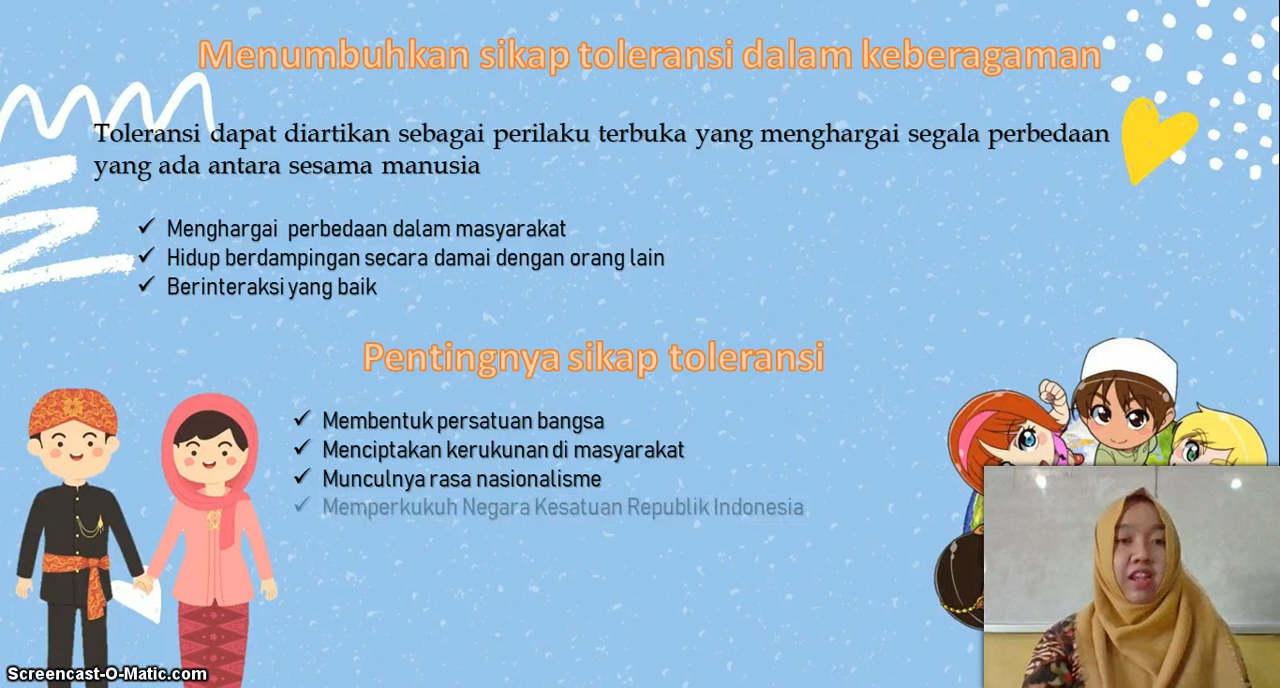 Menumbuhkan sikap toleransi dalam keberagaman
Toleransi dapat diartikan sebagai perilaku terbuka yang menghargai segala perbedaan
yang ada antara sesama manusia
✓ Menghargai perbedaan dalam masyarakat
✓ Hidup berdampingan secara damai dengan orang lain
✓ Berinteraksi yang baik
Pentingnya sikap toleransi
✓ Membentuk persatuan bangsa
✓ Menciptakan kerukunan di masyarakat
✓ Munculnya rasa nasionalisme
✓ Memperkukuh Negara Kesatuan Republik Indonesia
Screencast-O-Matic.com